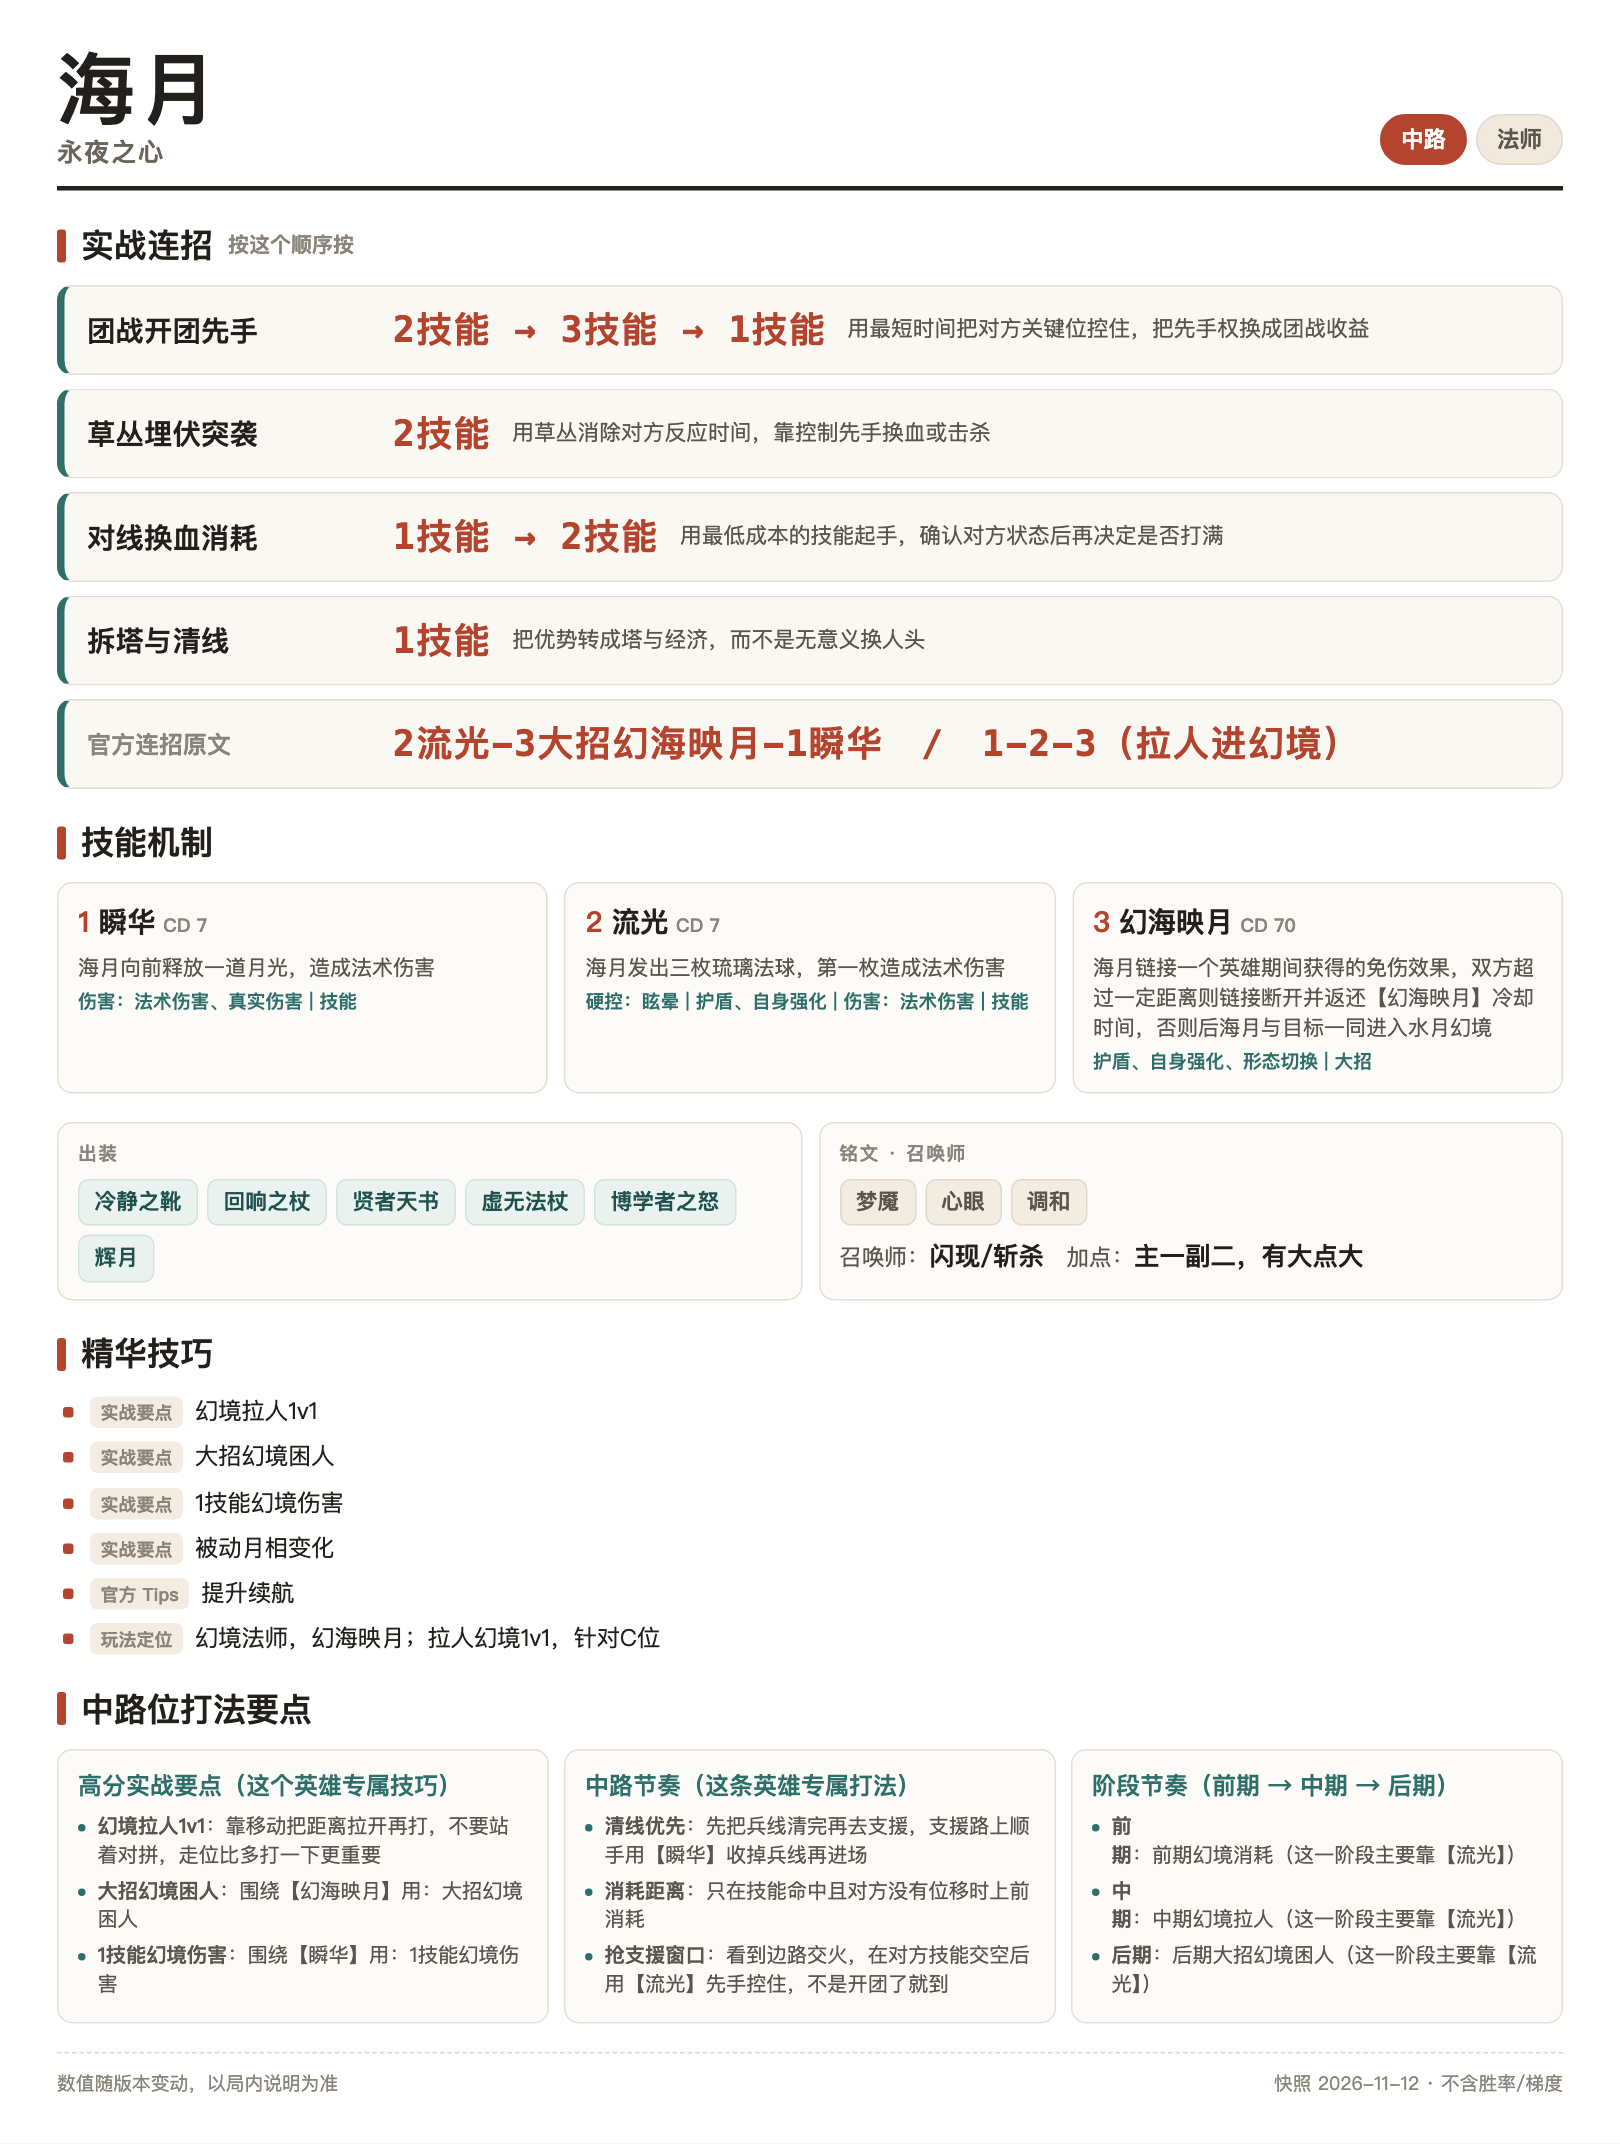 海月
永夜之心
中路 法师
实战连招 按这个顺序按
团战开团先手 2技能 → 3技能 → 1技能 用最短时间把对方关键位控住，把先手权换成团战收益
草丛埋伏突袭 2技能 用草丛消除对方反应时间，靠控制先手换血或击杀
对线换血消耗 1技能 → 2技能 用最低成本的技能起手，确认对方状态后再决定是否打满
拆塔与清线 1技能 把优势转成塔与经济，而不是无意义换人头
官方连招原文 2流光-3大招幻海映月-1瞬华 / 1-2-3（拉人进幻境）
技能机制
1 瞬华 CD 7
海月向前释放一道月光，造成法术伤害
伤害：法术伤害、真实伤害 | 技能
2 流光 CD 7
海月发出三枚琉璃法球，第一枚造成法术伤害
硬控：眩晕 | 护盾、自身强化 | 伤害：法术伤害 | 技能
3 幻海映月 CD 70
海月链接一个英雄期间获得的免伤效果，双方超
过一定距离则链接断开并返还【幻海映月】冷却
时间，否则后海月与目标一同进入水月幻境
护盾、自身强化、形态切换 | 大招
出装
冷静之靴 回响之杖 贤者天书 虚无法杖 博学者之怒
辉月
铭文 · 召唤师
梦魇 心眼 调和
召唤师：闪现/斩杀 加点：主一副二，有大点大
精华技巧
实战要点 幻境拉人1v1
实战要点 大招幻境困人
实战要点 1技能幻境伤害
实战要点 被动月相变化
官方 Tips 提升续航
玩法定位 幻境法师，幻海映月；拉人幻境1v1，针对C位
中路位打法要点
高分实战要点（这个英雄专属技巧）
幻境拉人1v1：靠移动把距离拉开再打，不要站
着对拼，走位比多打一下更重要
大招幻境困人：围绕【幻海映月】用：大招幻境
困人
1技能幻境伤害：围绕【瞬华】用：1技能幻境伤
害
中路节奏（这条英雄专属打法）
清线优先：先把兵线清完再去支援，支援路上顺
手用【瞬华】收掉兵线再进场
消耗距离：只在技能命中且对方没有位移时上前
消耗
抢支援窗口：看到边路交火，在对方技能交空后
用【流光】先手控住，不是开团了就到
阶段节奏（前期 → 中期 → 后期）
前
期：前期幻境消耗（这一阶段主要靠【流光】）
中
期：中期幻境拉人（这一阶段主要靠【流光】）
后期：后期大招幻境困人（这一阶段主要靠【流
光】）
数值随版本变动，以局内说明为准
快照 2026-11-12 · 不含胜率/梯度